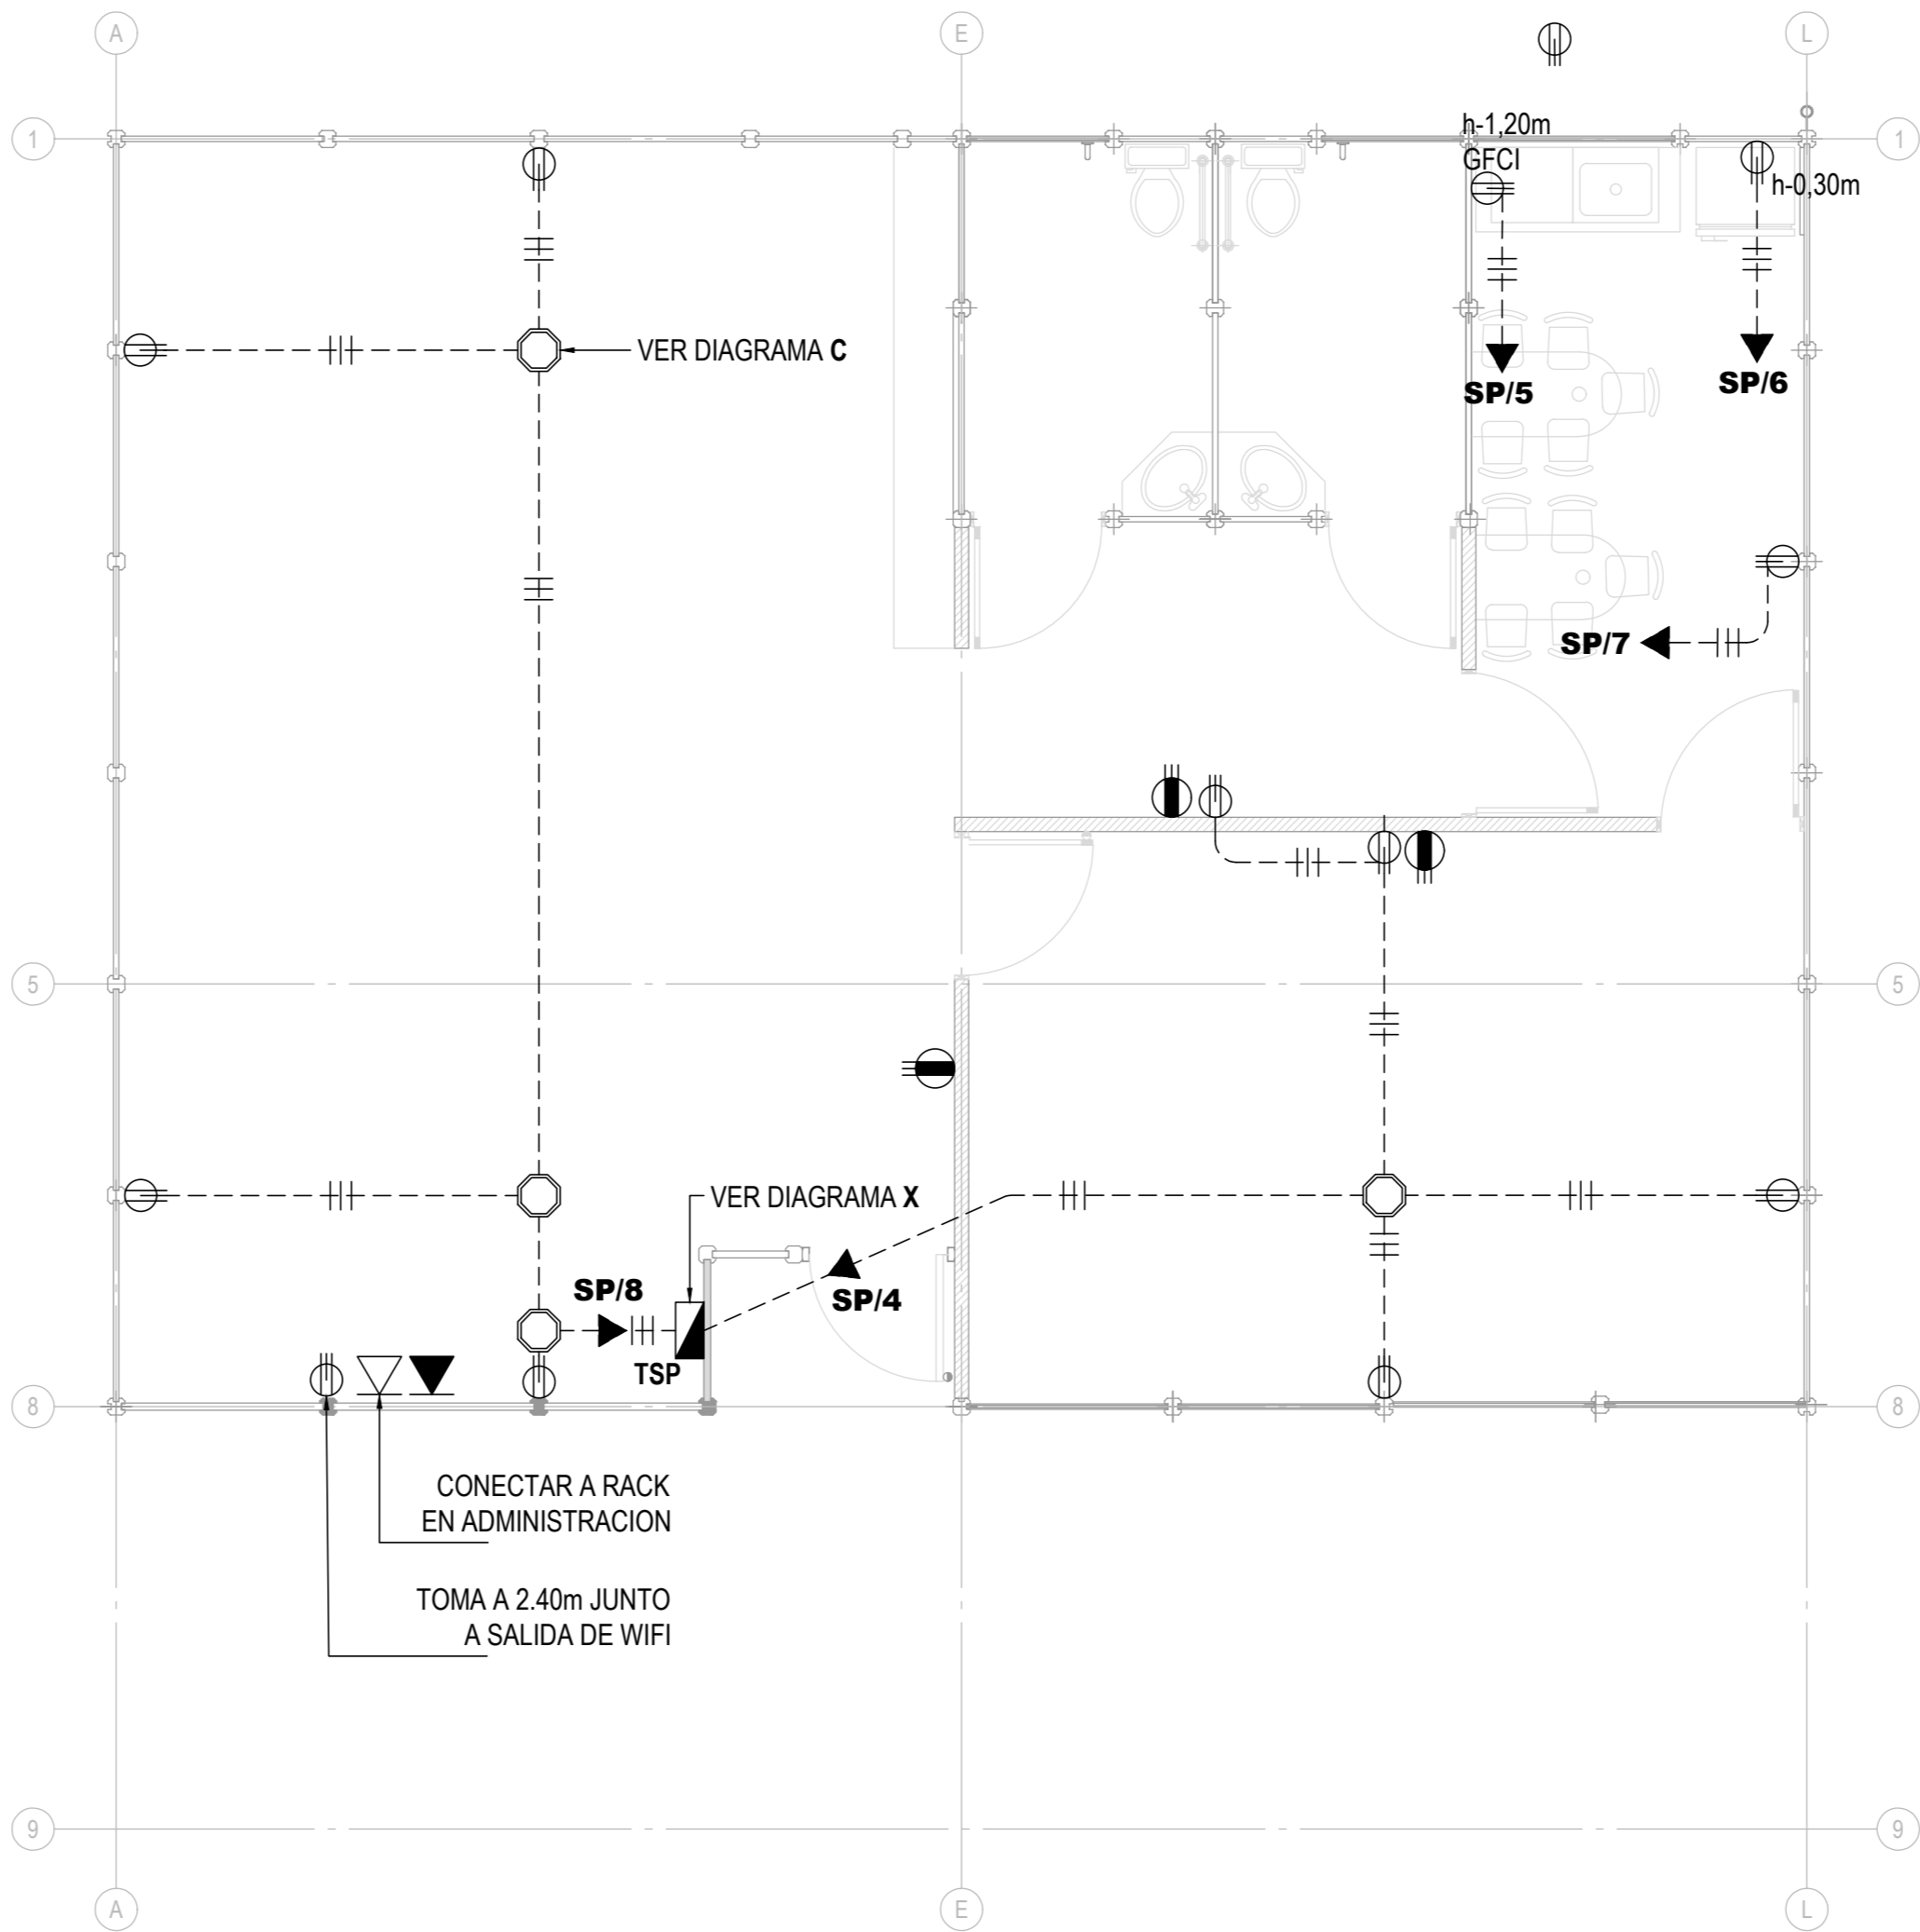 A
E
L
1
1
h-1,20m
GFCI
h-0,30m
VER DIAGRAMA C
SP/5
SP/6
SP/7
5
5
VER DIAGRAMA X
SP/8
SP/4
TSP
8
8
CONECTAR A RACK
EN ADMINISTRACION
TOMA A 2.40m JUNTO
A SALIDA DE WIFI
9
9
A
E
L